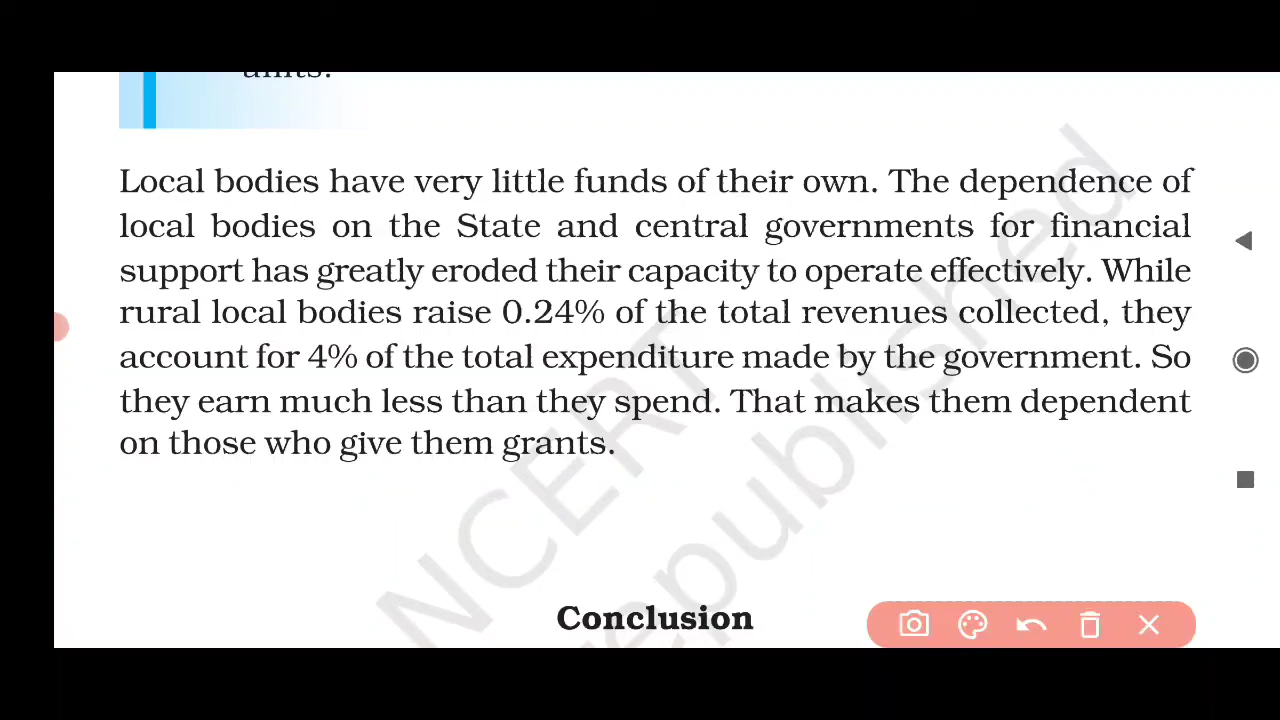 units.
Local bodies have very little funds of their own. The dependence of
local bodies on the State and central governments for financial
support has greatly eroded their capacity to operate effectively. While
rural local bodies raise 0.24% of the total revenues collected, they
account for 4% of the total expenditure made by the government. So
they earn much less than they spend. That makes them dependent
on those who give them grants.
NCERT
republished
Conclusion